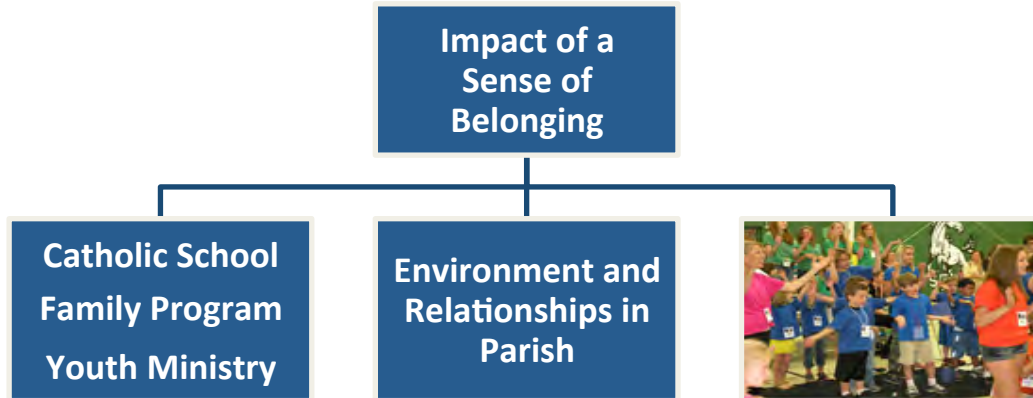 Impact of a
Sense of
Belonging
Catholic School
Family Program
Youth Ministry
Environment and
Relationships in
Parish